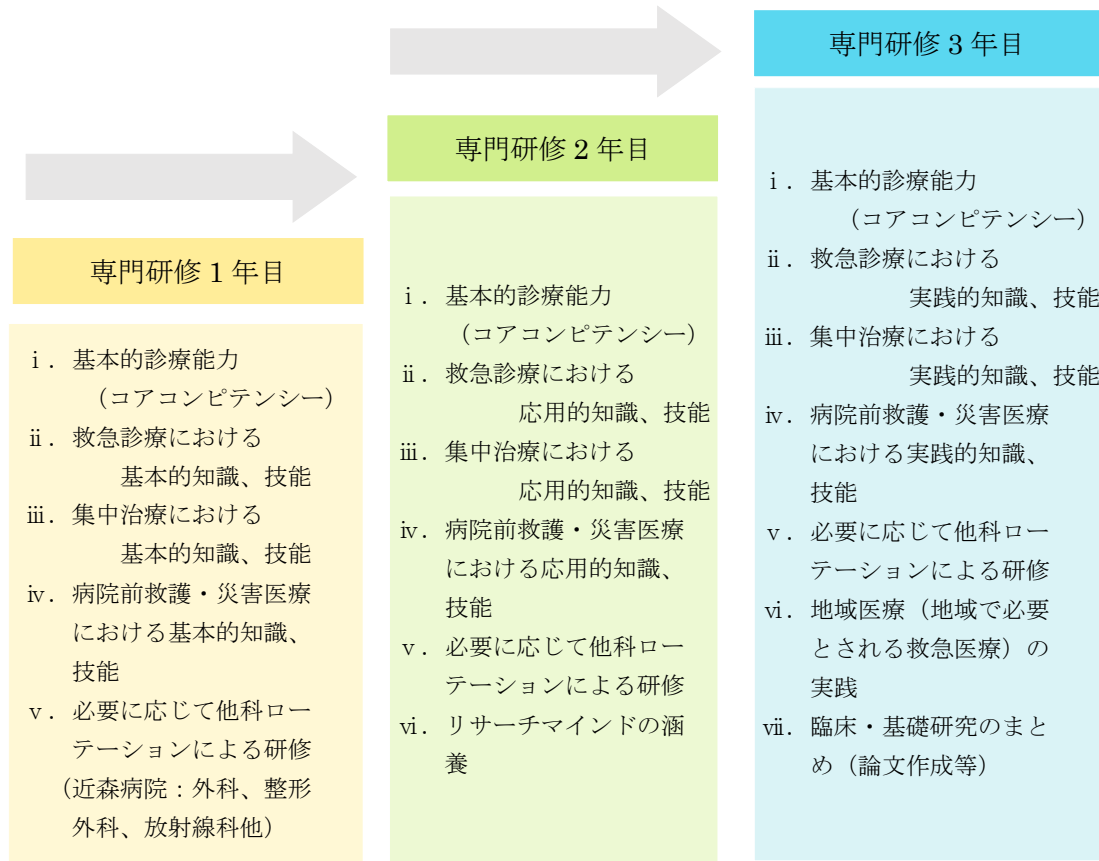 専門研修 1 年目
ⅰ．基本的診療能力
（コアコンピテンシー）
ⅱ．救急診療における
基本的知識、技能
ⅲ．集中治療における
基本的知識、技能
ⅳ．病院前救護・災害医療
における基本的知識、
技能
ⅴ．必要に応じて他科ロー
テーションによる研修
（近森病院：外科、整形
外科、放射線科他）
専門研修 2 年目
ⅰ．基本的診療能力
（コアコンピテンシー）
ⅱ．救急診療における
応用的知識、技能
ⅲ．集中治療における
応用的知識、技能
ⅳ．病院前救護・災害医療
における応用的知識、
技能
ⅴ．必要に応じて他科ロー
テーションによる研修
ⅵ．リサーチマインドの涵
養
専門研修 3 年目
ⅰ．基本的診療能力
（コアコンピテンシー）
ⅱ．救急診療における
実践的知識、技能
ⅲ．集中治療における
実践的知識、技能
ⅳ．病院前救護・災害医療
における実践的知識、
技能
ⅴ．必要に応じて他科ロー
テーションによる研修
ⅵ．地域医療（地域で必要
とされる救急医療）の
実践
ⅶ．臨床・基礎研究のまと
め（論文作成等）